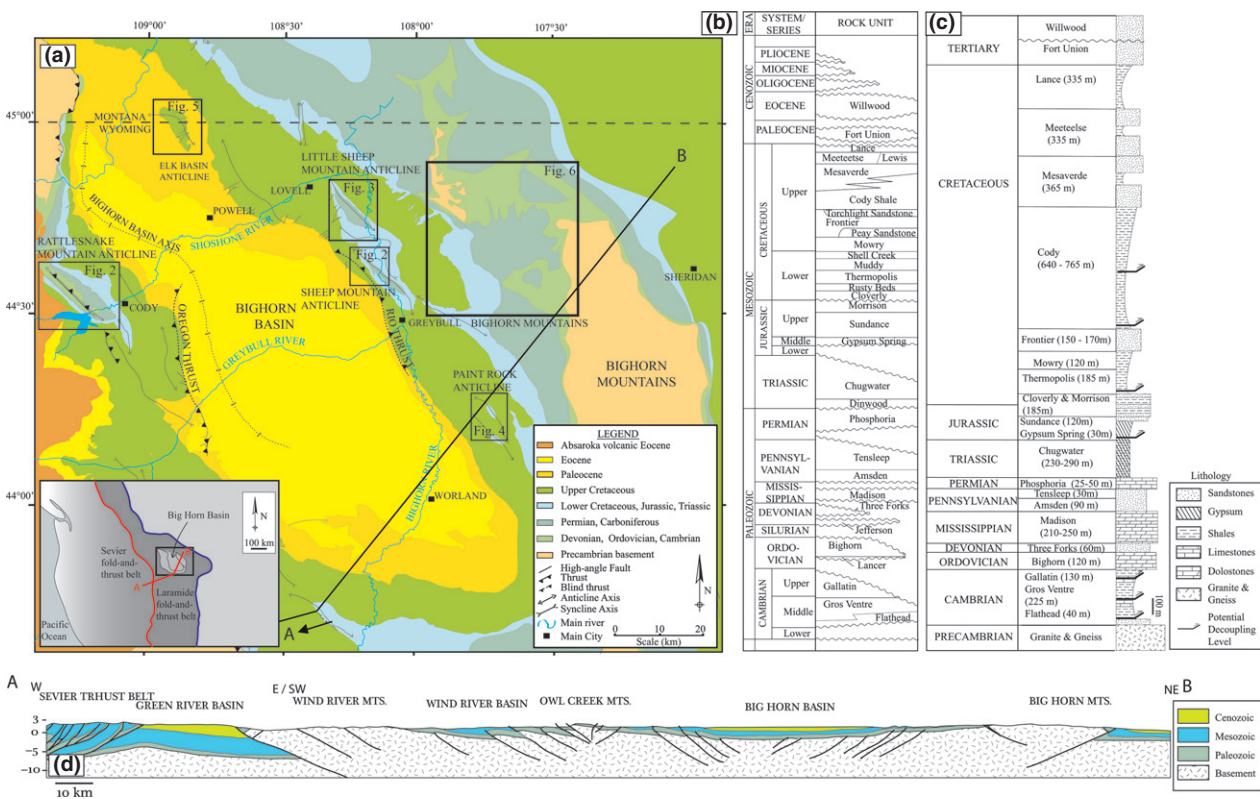 (a)
109°00'
108°30'
108°00'
107°30'
45°00'
44°30'
44°00'
MONTANA
WYOMING
Fig. 5
ELK BASIN
ANTICLINE
LITTLE SHEEP
MOUNTAIN ANTICLINE
LOVELL
Fig. 3
Fig. 6
B
POWELL
BIGHORN BASIN AXIS
SHOSHONE RIVER
RATTLESNAKE
MOUNTAIN ANTICLINE
Fig. 2
Fig. 2
SHERIDAN
CODY
SHEEP MOUNTAIN
ANTICLINE
BIGHORN
BASIN
OREGON THRUST
GREYBULL
BIGHORN MOUNTAINS
RIO THRUST
GREYBULL RIVER
BIGHORN
MOUNTAINS
PAINT ROCK
ANTICLINE
Fig. 4
BIGHORN RIVER
WORLAND
A
LEGEND
Absaroka volcanic Eocene
Eocene
Paleocene
Upper Cretaceous
Lower Cretaceous, Jurassic, Triassic
Permian, Carboniferous
Devonian, Ordovician, Cambrian
Precambrian basement
High-angle Fault
Thrust
Blind thrust
Anticline Axis
Syncline Axis
Main river
Main City
N
0 20
Scale (km)
Big Horn Basin
N
100 km
Sevier
fold-and-
thrust belt
B
A
Laramide
fold-and-
thrust belt
Pacific
Ocean
(b)
ERA
SYSTEM/
SERIES
ROCK UNIT
CENOZOIC
PLIOCENE
MIOCENE
OLIGOCENE
EOCENE
Willwood
PALEOCENE
Fort Union
MESOZOIC
CRETACEOUS
Upper
Lance
Meeteetse
Lewis
Mesaverde
Cody Shale
Torchlight Sandstone
Frontier
Peay Sandstone
Mowry
Lower
Shell Creek
Muddy
Thermopolis
Rusty Beds
Cloverly
JURASSIC
Morrison
Upper
Sundance
Middle
Gypsum Spring
Lower
TRIASSIC
Chugwater
Dinwood
PALEOZOIC
PERMIAN
Phosphoria
PENNSYL-
VANIAN
Tensleep
Amsden
MISSIS-
SIPPIAN
Madison
DEVONIAN
Three Forks
SILURIAN
Jefferson
ORDO-
VICIAN
Bighorn
Lancer
CAMBRIAN
Upper
Gallatin
Middle
Gros Ventre
Flathead
Lower
(c)
TERTIARY
Willwood
Fort Union
CRETACEOUS
Lance (335 m)
Meeteelse
(335 m)
Mesaverde
(365 m)
Cody
(640 - 765 m)
Frontier (150 - 170m)
Mowry (120 m)
Thermopolis (185 m)
Cloverly & Morrison
(185m)
JURASSIC
Sundance (120m)
Gypsum Spring (30m)
TRIASSIC
Chugwater
(230-290 m)
PERMIAN
Phosphoria (25-50 m)
PENNSYLVANIAN
Tensleep (30m)
Amsden (90 m)
MISSISSIPPIAN
Madison
(210-250 m)
DEVONIAN
Three Forks (60m)
ORDOVICIAN
Bighorn (120 m)
CAMBRIAN
Gallatin (130 m)
Gros Ventre
(225 m)
Flathead (40 m)
PRECAMBRIAN
Granite & Gneiss
100 m
Lithology
Sandstones
Gypsum
Shales
Limestones
Dolostones
Granite &
Gneiss
Potential
Decoupling
Level
A
W
SEVIER TRHUST BELT
GREEN RIVER BASIN
E / SW
WIND RIVER MTS.
WIND RIVER BASIN
OWL CREEK MTS.
BIG HORN BASIN
BIG HORN MTS.
NE
B
3
0
-5
-10
(d)
10 km
Cenozoic
Mesozoic
Paleozoic
Basement